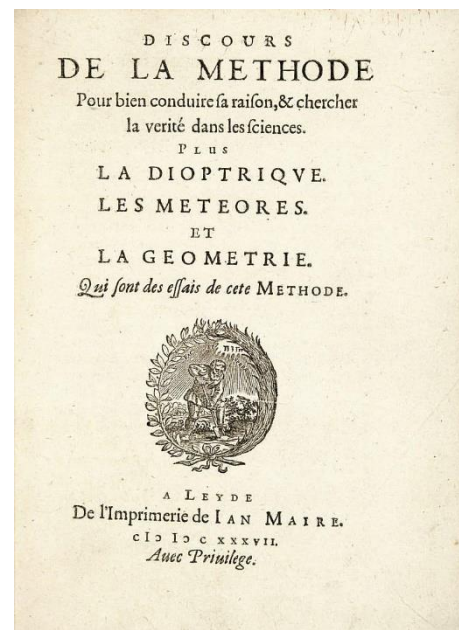 DISCOURS
DE LA METHODE
Pour bien conduire ſa raiſon, & chercher
la verité dans les ſciences.
PLUS
LA DIOPTRIQVE.
LES METEORES.
ET
LA GEOMETRIE.
Qui ſont des eſſais de cete METHODE.
A LEYDE
De l'Imprimerie de IAN MAIRE.
cIↄ Iↄ c xxxvii.
Auec Priuilege.